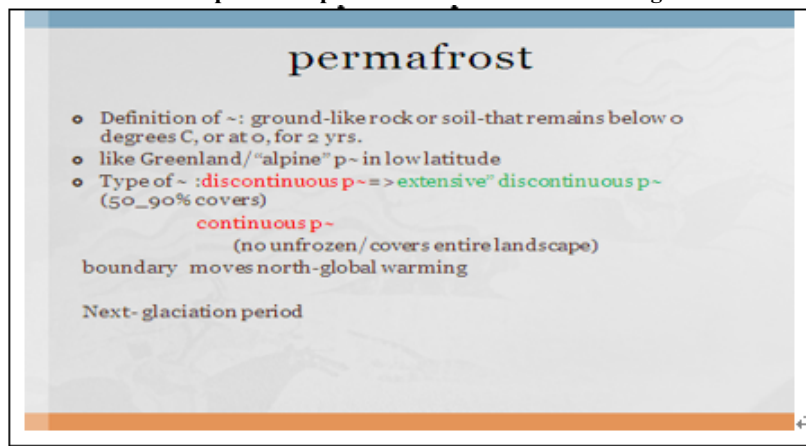 permafrost
Definition of ~: ground-like rock or soil-that remains below 0
degrees C, or at 0, for 2 yrs.
like Greenland/"alpine" p~ in low latitude
Type of ~ :discontinuous p~=>extensive" discontinuous p~
(50_90% covers)
continuous p~
(no unfrozen/covers entire landscape)
boundary moves north-global warming
Next-glaciation period